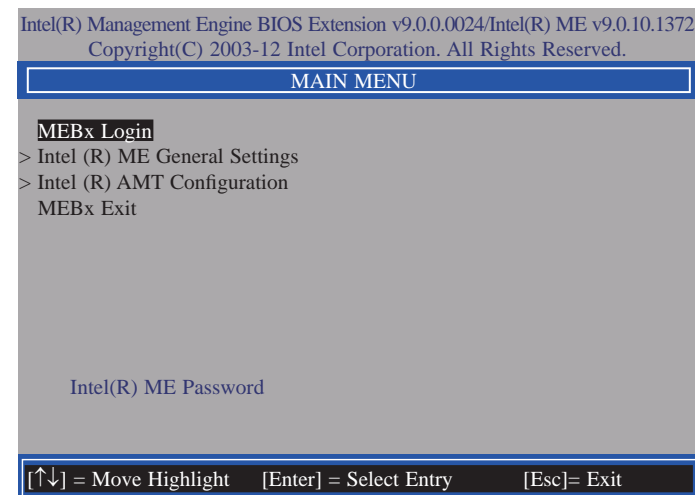 Intel(R) Management Engine BIOS Extension v9.0.0.0024/Intel(R) ME v9.0.10.1372
Copyright(C) 2003-12 Intel Corporation. All Rights Reserved.
MAIN MENU
MEBx Login
> Intel (R) ME General Settings
> Intel (R) AMT Configuration
MEBx Exit
Intel(R) ME Password
[↑↓] = Move Highlight [Enter] = Select Entry [Esc]= Exit